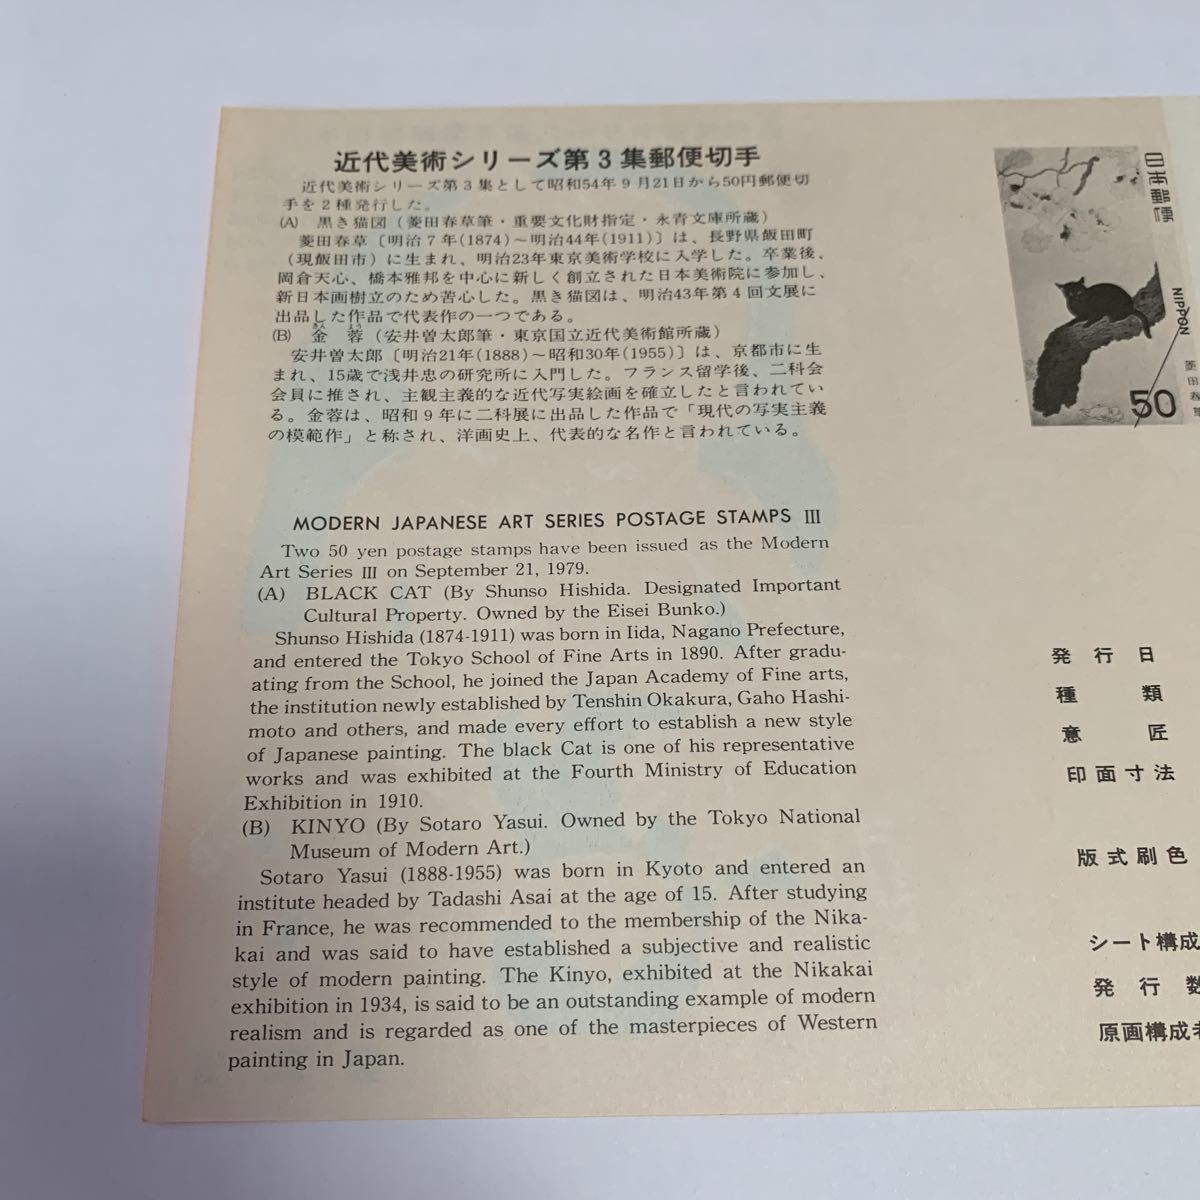 近代美術シリーズ第3集郵便切手
近代美術シリーズ第3集として昭和54年9月21日から50円郵便切
手を2種発行した。
(A) 黒き猫図（菱田春草筆・重要文化財指定・永青文庫所蔵）
菱田春草〔明治7年(1874)～明治44年(1911)〕は、長野県飯田町
（現飯田市）に生まれ、明治23年東京美術学校に入学した。卒業後、
岡倉天心、橋本雅邦を中心に新しく創立された日本美術院に参加し、
新日本画樹立のため苦心した。黒き猫図は、明治43年第4回文展に
出品した作品で代表作の一つである。
きん よう
(B) 金 蓉（安井曽太郎筆・東京国立近代美術館所蔵）
安井曽太郎〔明治21年(1888)～昭和30年(1955)〕は、京都市に生
まれ、15歳で浅井忠の研究所に入門した。フランス留学後、二科会
会員に推され、主観主義的な近代写実絵画を確立したと言われてい
る。金蓉は、昭和9年に二科展に出品した作品で「現代の写実主義
の模範作」と称され、洋画史上、代表的な名作と言われている。
MODERN JAPANESE ART SERIES POSTAGE STAMPS III
Two 50 yen postage stamps have been issued as the Modern
Art Series III on September 21, 1979.
(A) BLACK CAT (By Shunso Hishida. Designated Important
Cultural Property. Owned by the Eisei Bunko.)
Shunso Hishida (1874-1911) was born in Iida, Nagano Prefecture,
and entered the Tokyo School of Fine Arts in 1890. After gradu-
ating from the School, he joined the Japan Academy of Fine arts,
the institution newly established by Tenshin Okakura, Gaho Hashi-
moto and others, and made every effort to establish a new style
of Japanese painting. The black Cat is one of his representative
works and was exhibited at the Fourth Ministry of Education
Exhibition in 1910.
(B) KINYO (By Sotaro Yasui. Owned by the Tokyo National
Museum of Modern Art.)
Sotaro Yasui (1888-1955) was born in Kyoto and entered an
institute headed by Tadashi Asai at the age of 15. After studying
in France, he was recommended to the membership of the Nika-
kai and was said to have established a subjective and realistic
style of modern painting. The Kinyo, exhibited at the Nikakai
exhibition in 1934, is said to be an outstanding example of modern
realism and is regarded as one of the masterpieces of Western
painting in Japan.
日本郵便
NIPPON
菱田春草
50
発行日
種類
意匠
印面寸法
版式刷色
シート構成
発行数
原画構成者